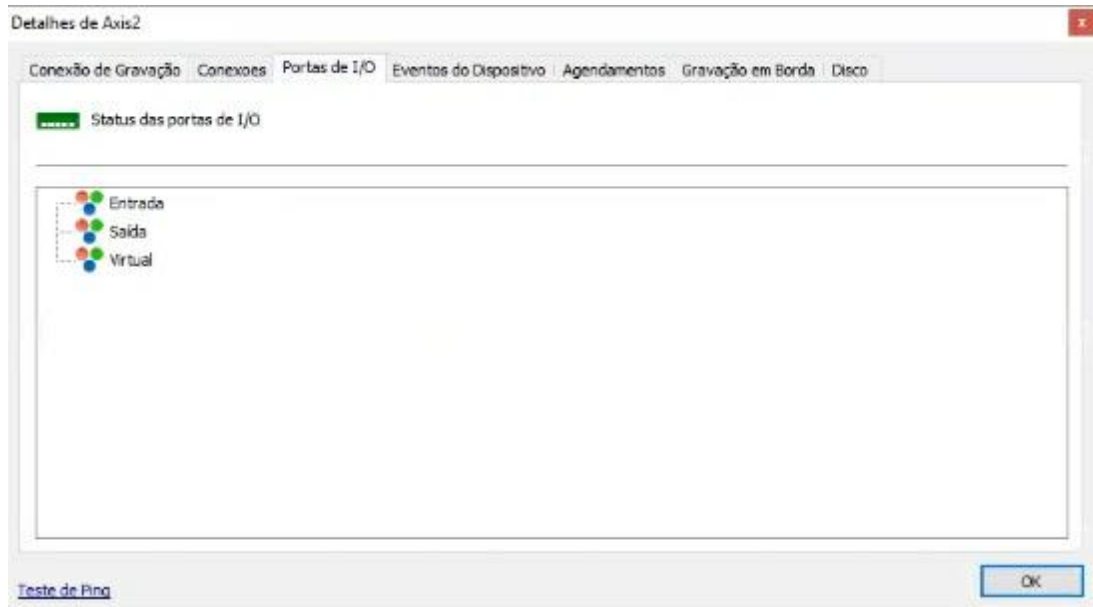 Detalhes de Axis2
x
Conexão de Gravação Conexoes Portas de I/O Eventos do Dispositivo Agendamentos Gravação em Borda Disco
Status das portas de I/O
Entrada
Saída
Virtual
OK
Teste de Ping